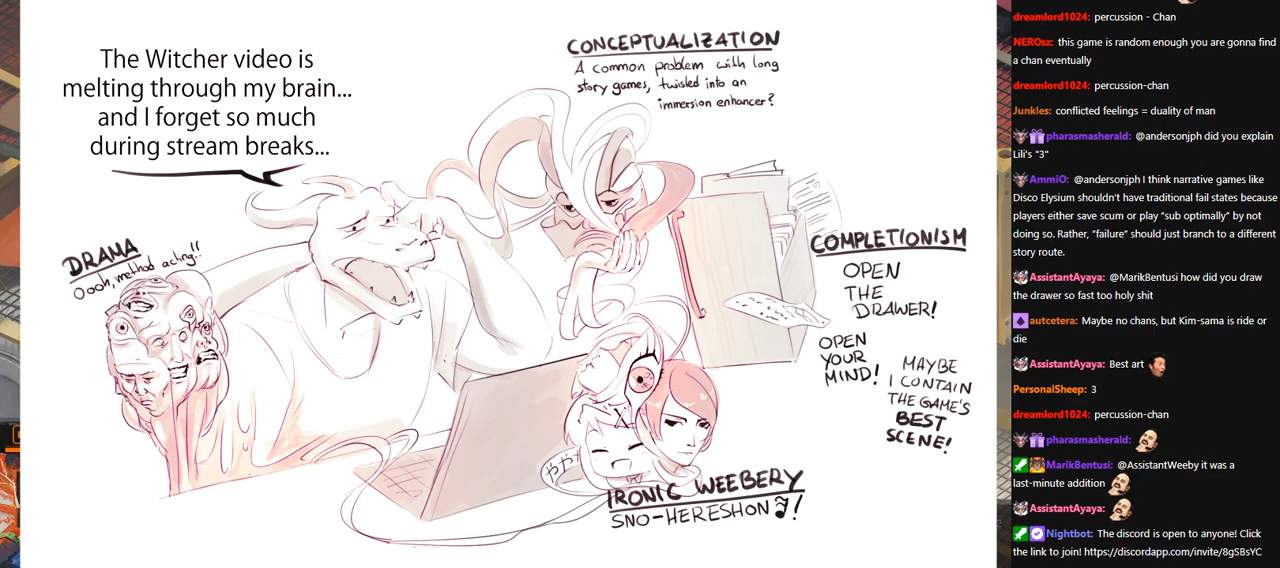 The Witcher video is
melting through my brain...
and I forget so much
during stream breaks...
CONCEPTUALIZATION
A common problem with long
story games, twisted into an
immersion enhancer?
DRAMA
Oooh, method acting!!
COMPLETIONISM
OPEN
THE
DRAWER!
OPEN
YOUR
MIND!
MAYBE
I CONTAIN
THE GAME'S
BEST
SCENE!
IRONIC WEEBERY
SNO-HERESHON
dreamlord1024: percussion - Chan
NEROsz: this game is random enough you are gonna find
a chan eventually
dreamlord1024: percussion-chan
Junkles: conflicted feelings = duality of man
pharasmasherald: @andersonjph did you explain
Lili's "3"
AmmiO: @andersonjph I think narrative games like
Disco Elysium shouldn't have traditional fail states because
players either save scum or play "sub optimally" by not
doing so. Rather, "failure" should just branch to a different
story route.
AssistantAyaya: @MarikBentusi how did you draw
the drawer so fast too holy shit
autcetera: Maybe no chans, but Kim-sama is ride or
die
AssistantAyaya: Best art
PersonalSheep: 3
dreamlord1024: percussion-chan
pharasmasherald:
MarikBentusi: @AssistantWeeby it was a
last-minute addition
AssistantAyaya:
Nightbot: The discord is open to anyone! Click
the link to join! https://discordapp.com/invite/8gSBsYC